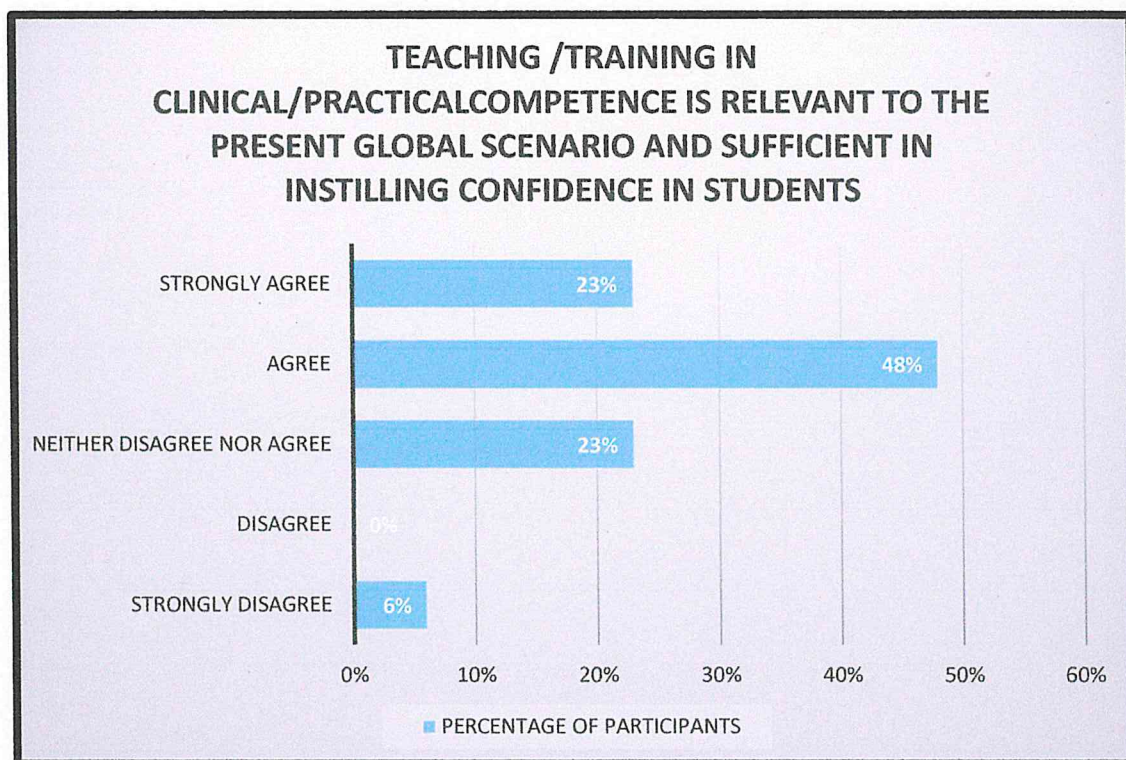 TEACHING /TRAINING IN
CLINICAL/PRACTICALCOMPETENCE IS RELEVANT TO THE
PRESENT GLOBAL SCENARIO AND SUFFICIENT IN
INSTILLING CONFIDENCE IN STUDENTS
STRONGLY AGREE 23%
AGREE 48%
NEITHER DISAGREE NOR AGREE 23%
DISAGREE 0%
STRONGLY DISAGREE 6%
0% 10% 20% 30% 40% 50% 60%
PERCENTAGE OF PARTICIPANTS